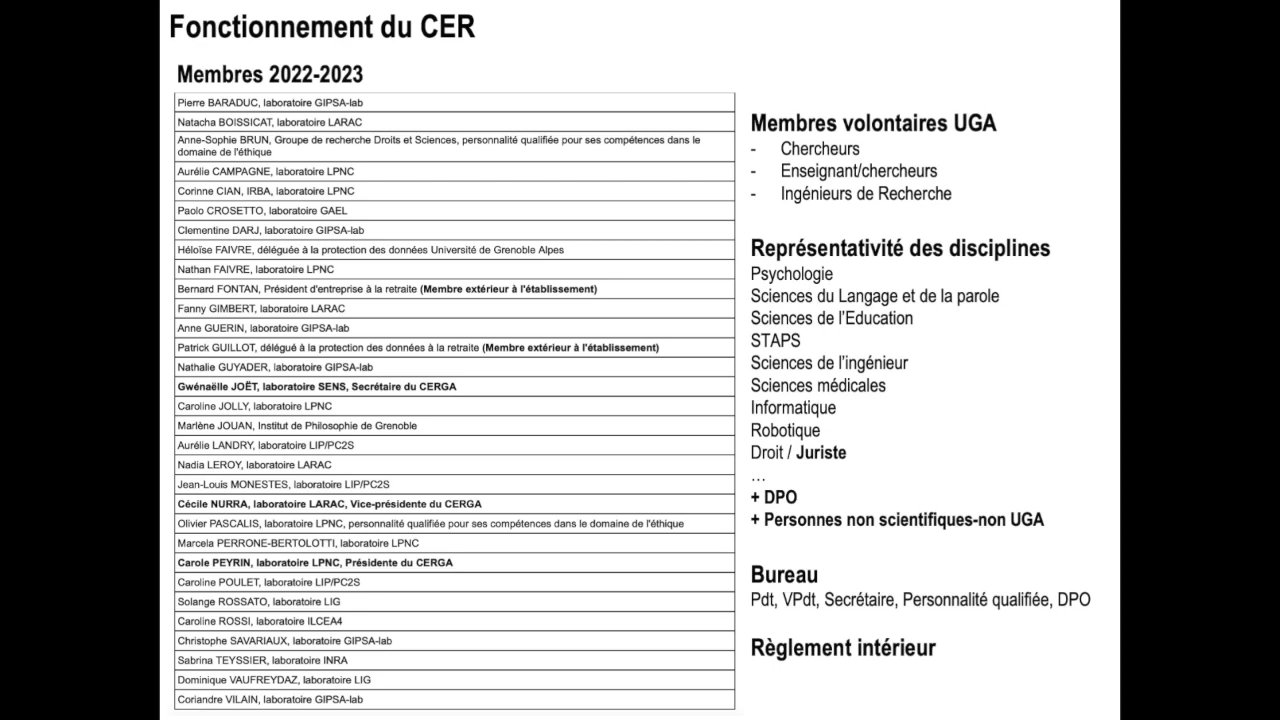 Fonctionnement du CER
Membres 2022-2023
Pierre BARADUC, laboratoire GIPSA-lab
Natacha BOISSICAT, laboratoire LARAC
Anne-Sophie BRUN, Groupe de recherche Droits et Sciences, personnalité qualifiée pour ses compétences dans le
domaine de l'éthique
Aurélie CAMPAGNE, laboratoire LPNC
Corinne CIAN, IRBA, laboratoire LPNC
Paolo CROSETTO, laboratoire GAEL
Clementine DARJ, laboratoire GIPSA-lab
Héloïse FAIVRE, déléguée à la protection des données Université de Grenoble Alpes
Nathan FAIVRE, laboratoire LPNC
Bernard FONTAN, Président d'entreprise à la retraite (Membre extérieur à l'établissement)
Fanny GIMBERT, laboratoire LARAC
Anne GUERIN, laboratoire GIPSA-lab
Patrick GUILLOT, délégué à la protection des données à la retraite (Membre extérieur à l'établissement)
Nathalie GUYADER, laboratoire GIPSA-lab
Gwénaëlle JOËT, laboratoire SENS, Secrétaire du CERGA
Caroline JOLLY, laboratoire LPNC
Marlène JOUAN, Institut de Philosophie de Grenoble
Aurélie LANDRY, laboratoire LIP/PC2S
Nadia LEROY, laboratoire LARAC
Jean-Louis MONESTES, laboratoire LIP/PC2S
Cécile NURRA, laboratoire LARAC, Vice-présidente du CERGA
Olivier PASCALIS, laboratoire LPNC, personnalité qualifiée pour ses compétences dans le domaine de l'éthique
Marcela PERRONE-BERTOLOTTI, laboratoire LPNC
Carole PEYRIN, laboratoire LPNC, Présidente du CERGA
Caroline POULET, laboratoire LIP/PC2S
Solange ROSSATO, laboratoire LIG
Caroline ROSSI, laboratoire ILCEA4
Christophe SAVARIAUX, laboratoire GIPSA-lab
Sabrina TEYSSIER, laboratoire INRA
Dominique VAUFREYDAZ, laboratoire LIG
Coriandre VILAIN, laboratoire GIPSA-lab
Membres volontaires UGA
- Chercheurs
- Enseignant/chercheurs
- Ingénieurs de Recherche
Représentativité des disciplines
Psychologie
Sciences du Langage et de la parole
Sciences de l'Education
STAPS
Sciences de l'ingénieur
Sciences médicales
Informatique
Robotique
Droit / Juriste
…
+ DPO
+ Personnes non scientifiques-non UGA
Bureau
Pdt, VPdt, Secrétaire, Personnalité qualifiée, DPO
Règlement intérieur